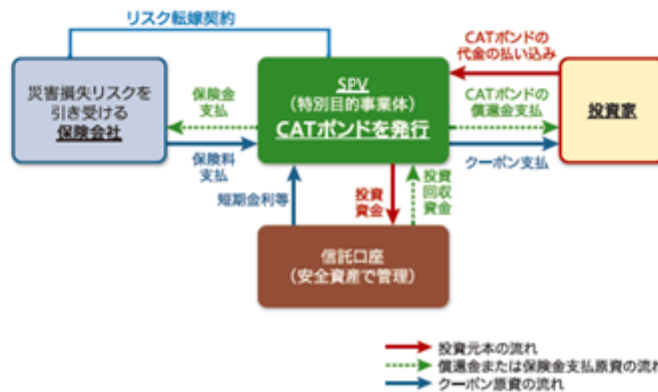 リスク転嫁契約
災害損失リスクを
引き受ける
保険会社
保険金
支払
保険料
支払
SPV
(特別目的事業体)
CATボンドを発行
CATボンドの
代金の払い込み
CATボンドの
償還金支払
クーポン支払
投資家
短期金利等
投資
資金
投資
回収
資金
信託口座
(安全資産で管理)
投資元本の流れ
償還金または保険金支払原資の流れ
クーポン原資の流れ